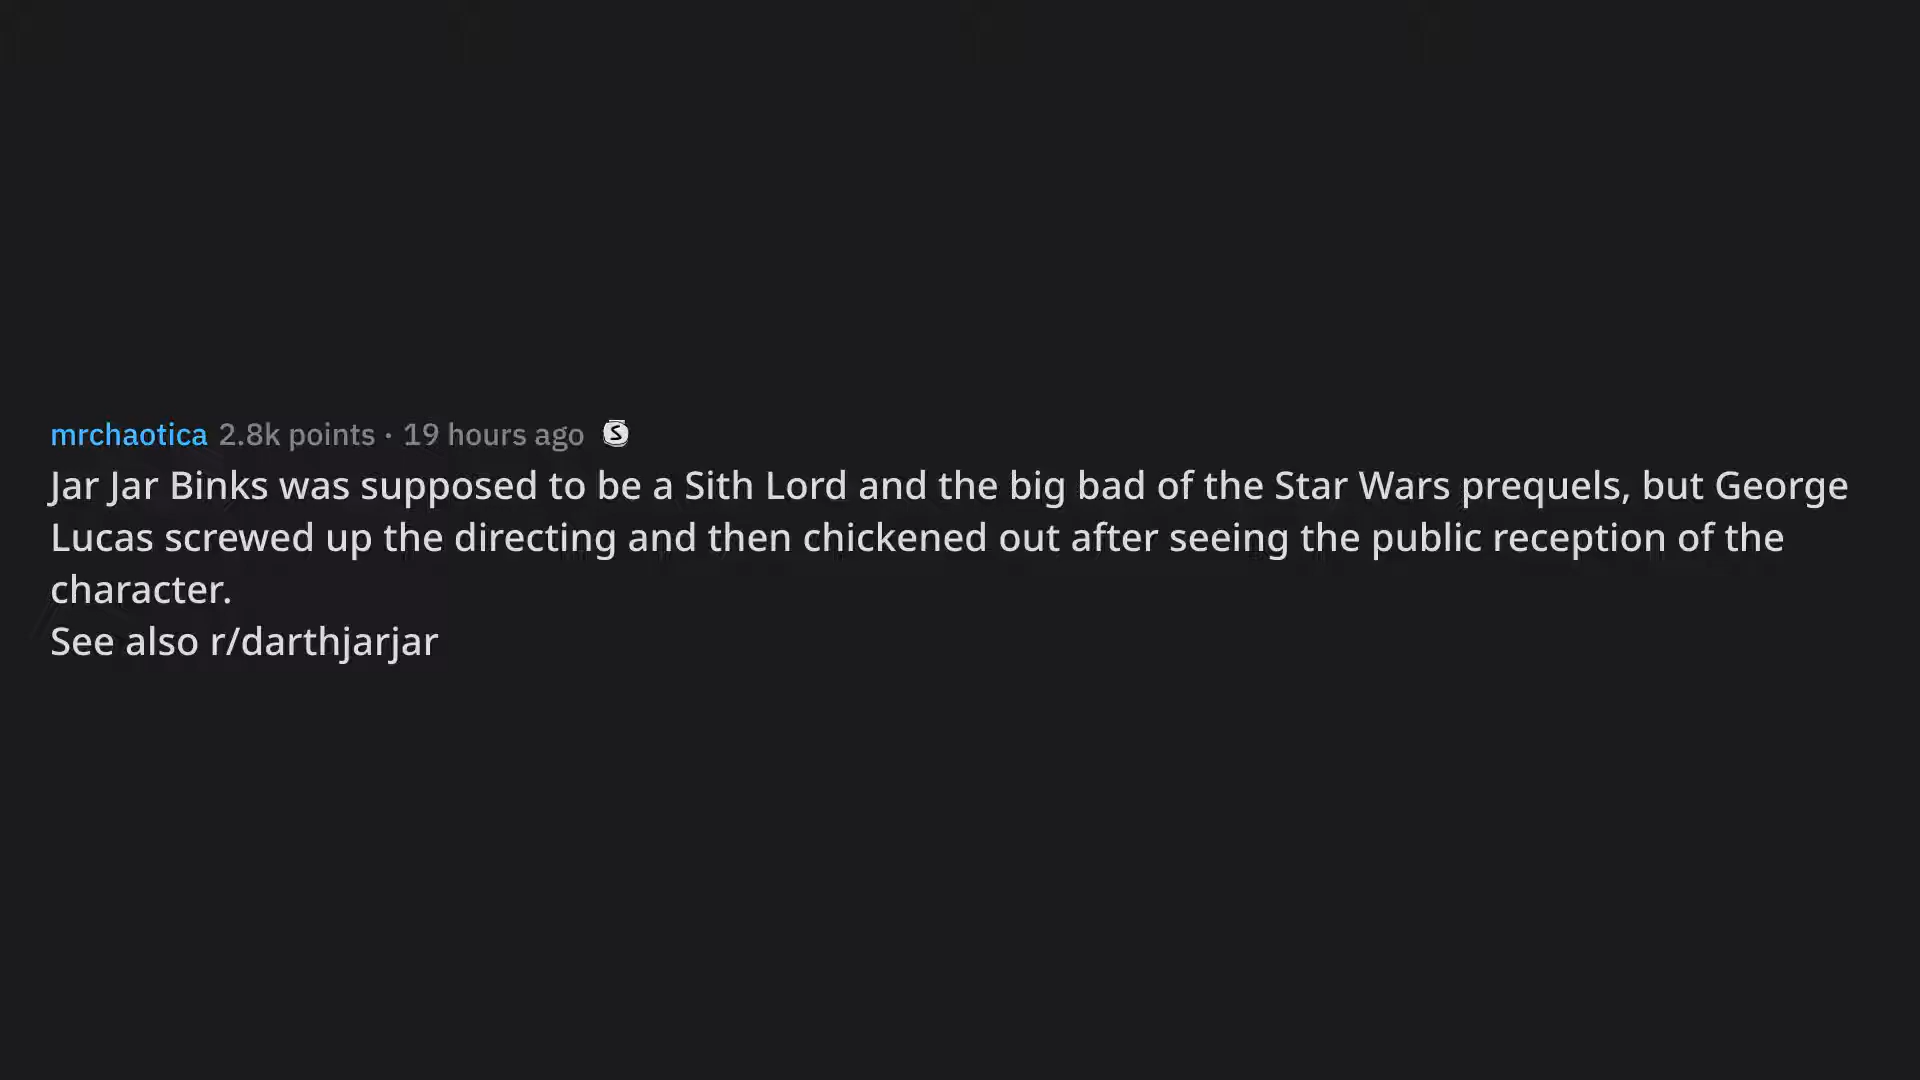 mrchaotica 2.8k points · 19 hours ago S
Jar Jar Binks was supposed to be a Sith Lord and the big bad of the Star Wars prequels, but George
Lucas screwed up the directing and then chickened out after seeing the public reception of the
character.
See also r/darthjarjar